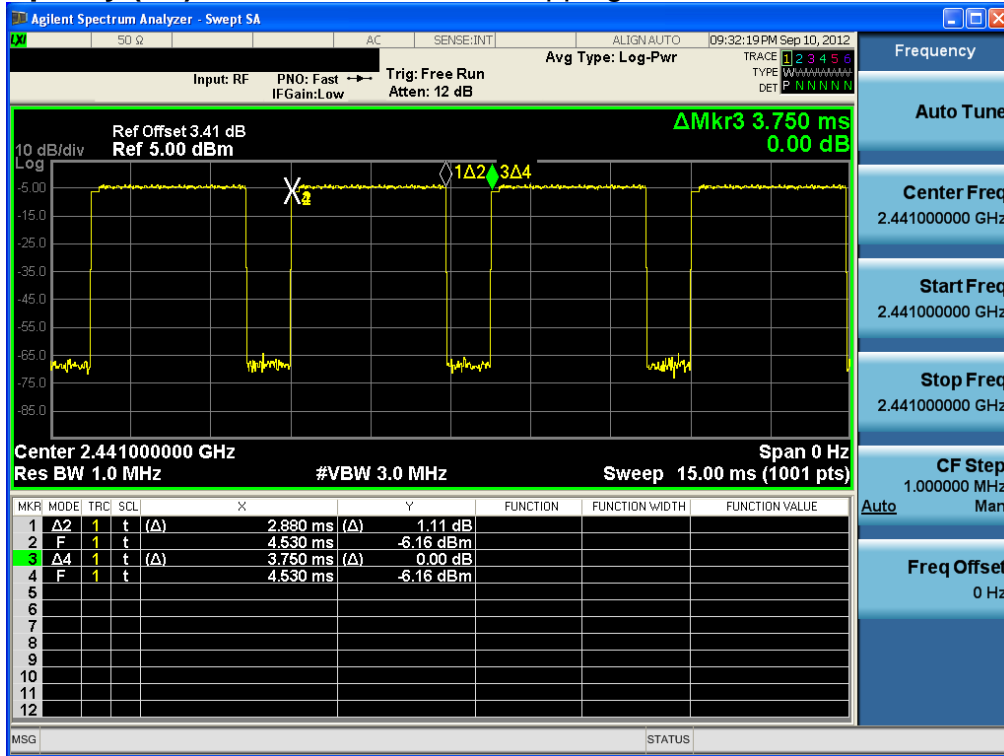 Agilent Spectrum Analyzer - Swept SA
LXI 50 Ω AC SENSE:INT ALIGN AUTO 09:32:19 PM Sep 10, 2012
Input: RF PNO: Fast Trig: Free Run Avg Type: Log-Pwr TRACE 1 2 3 4 5 6
IFGain:Low Atten: 12 dB TYPE
DET P N N N N N
ΔMkr3 3.750 ms
0.00 dB
Ref Offset 3.41 dB
10 dB/div Ref 5.00 dBm
Log
1Δ2 3Δ4
-5.00
-15.0
-25.0
-35.0
-45.0
-55.0
-65.0
-75.0
-85.0
Center 2.441000000 GHz Span 0 Hz
Res BW 1.0 MHz #VBW 3.0 MHz Sweep 15.00 ms (1001 pts)
MKR MODE TRC SCL X Y FUNCTION FUNCTION WIDTH FUNCTION VALUE
1 Δ2 1 t (Δ) 2.880 ms (Δ) 1.11 dB
2 F 1 t 4.530 ms -6.16 dBm
3 Δ4 1 t (Δ) 3.750 ms (Δ) 0.00 dB
4 F 1 t 4.530 ms -6.16 dBm
5
6
7
8
9
10
11
12
MSG STATUS
Frequency
Auto Tune
Center Freq
2.441000000 GHz
Start Freq
2.441000000 GHz
Stop Freq
2.441000000 GHz
CF Step
1.000000 MHz
Auto Man
Freq Offset
0 Hz